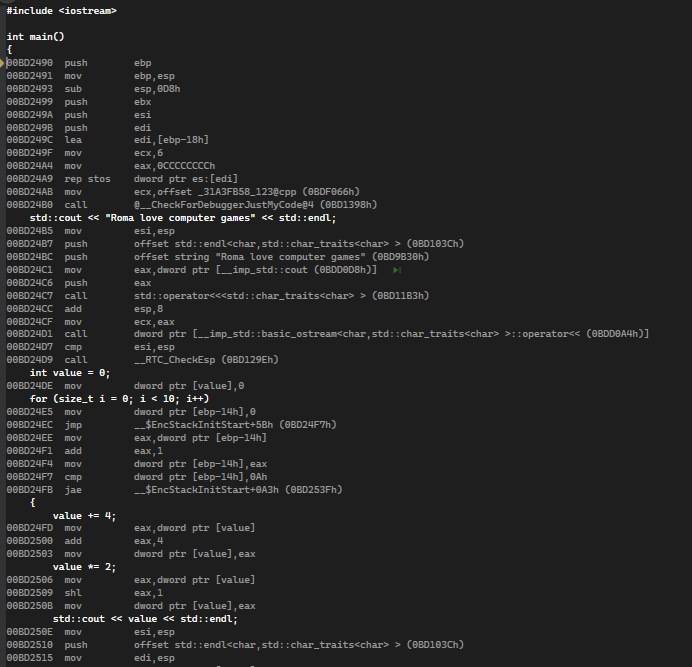 #include <iostream>
int main()
{
00BD2490 push ebp
00BD2491 mov ebp,esp
00BD2493 sub esp,0D8h
00BD2499 push ebx
00BD249A push esi
00BD249B push edi
00BD249C lea edi,[ebp-18h]
00BD249F mov ecx,6
00BD24A4 mov eax,0CCCCCCCCh
00BD24A9 rep stos dword ptr es:[edi]
00BD24AB mov ecx,offset _31A3FB58_123@cpp (0BDF066h)
00BD24B0 call @__CheckForDebuggerJustMyCode@4 (0BD1398h)
std::cout << "Roma love computer games" << std::endl;
00BD24B5 mov esi,esp
00BD24B7 push offset std::endl<char,std::char_traits<char> > (0BD103Ch)
00BD24BC push offset string "Roma love computer games" (0BD9B30h)
00BD24C1 mov eax,dword ptr [__imp_std::cout (0BDD0D8h)]
00BD24C6 push eax
00BD24C7 call std::operator<<<std::char_traits<char> > (0BD11B3h)
00BD24CC add esp,8
00BD24CF mov ecx,eax
00BD24D1 call dword ptr [__imp_std::basic_ostream<char,std::char_traits<char> >::operator<< (0BDD0A4h)]
00BD24D7 cmp esi,esp
00BD24D9 call __RTC_CheckEsp (0BD129Eh)
int value = 0;
00BD24DE mov dword ptr [value],0
for (size_t i = 0; i < 10; i++)
00BD24E5 mov dword ptr [ebp-14h],0
00BD24EC jmp __$EncStackInitStart+5Bh (0BD24F7h)
00BD24EE mov eax,dword ptr [ebp-14h]
00BD24F1 add eax,1
00BD24F4 mov dword ptr [ebp-14h],eax
00BD24F7 cmp dword ptr [ebp-14h],0Ah
00BD24FB jae __$EncStackInitStart+0A3h (0BD253Fh)
{
value += 4;
00BD24FD mov eax,dword ptr [value]
00BD2500 add eax,4
00BD2503 mov dword ptr [value],eax
value *= 2;
00BD2506 mov eax,dword ptr [value]
00BD2509 shl eax,1
00BD250B mov dword ptr [value],eax
std::cout << value << std::endl;
00BD250E mov esi,esp
00BD2510 push offset std::endl<char,std::char_traits<char> > (0BD103Ch)
00BD2515 mov edi,esp